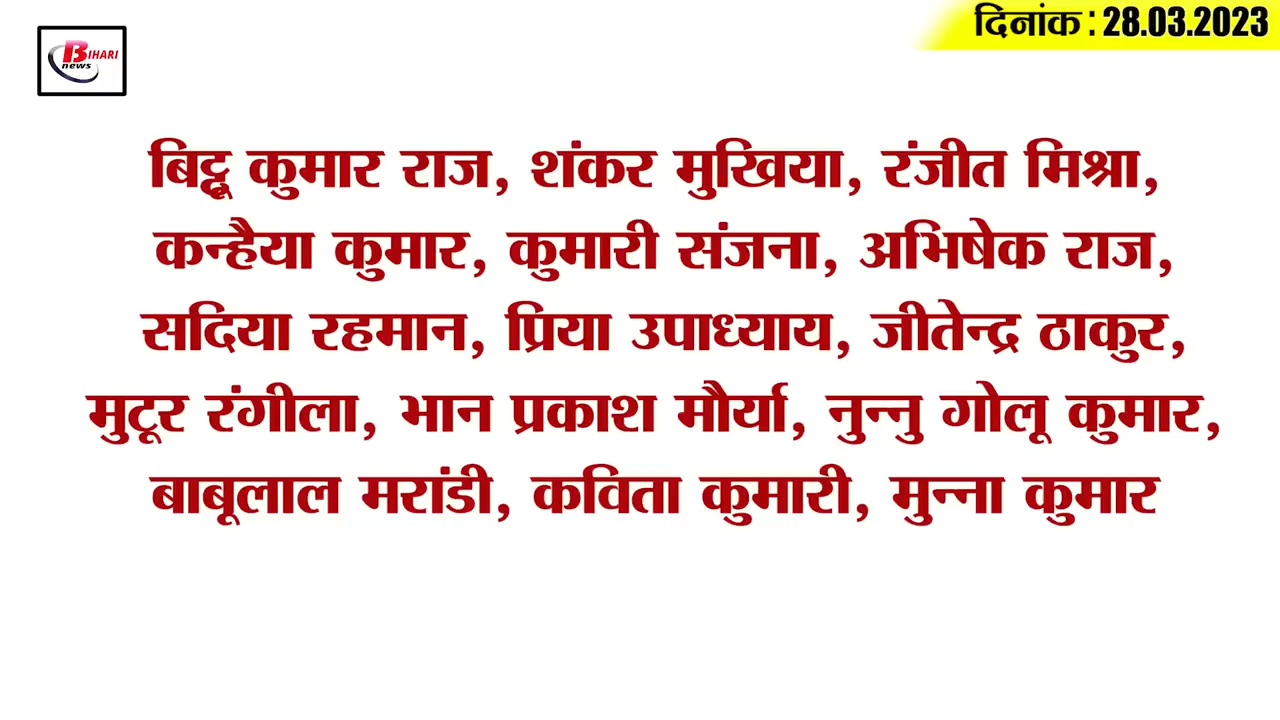 BIHARI
news
दिनांक : 28.03.2023
बिट्टू कुमार राज, शंकर मुखिया, रंजीत मिश्रा,
कन्हैया कुमार, कुमारी संजना, अभिषेक राज,
सदिया रहमान, प्रिया उपाध्याय, जीतेन्द्र ठाकुर,
मुटूर रंगीला, भान प्रकाश मौर्या, नुन्नु गोलू कुमार,
बाबूलाल मरांडी, कविता कुमारी, मुन्ना कुमार